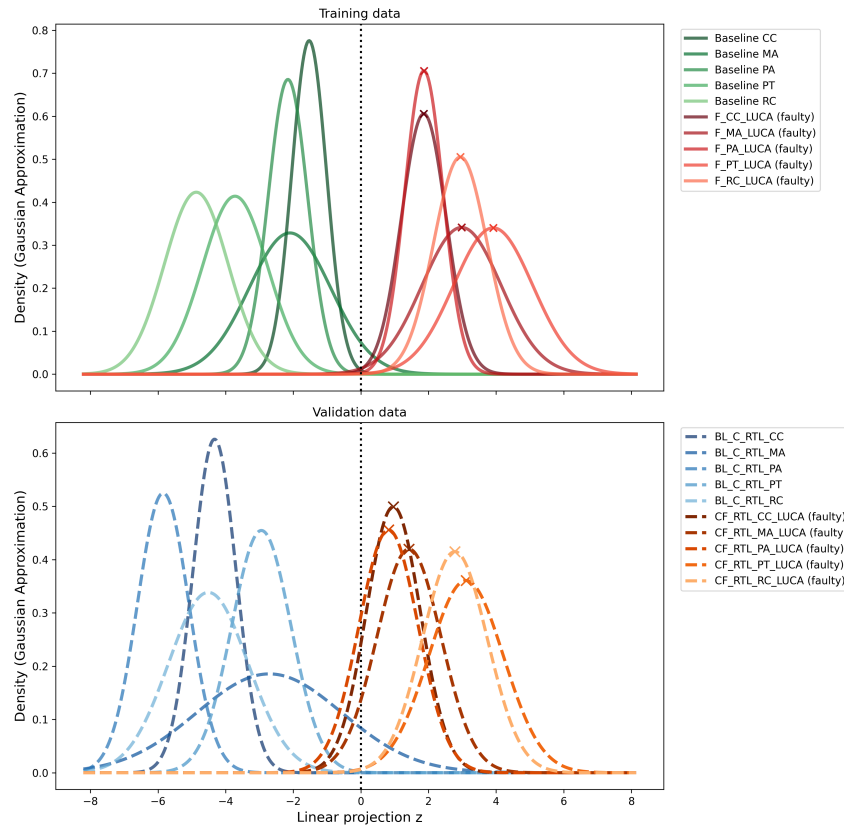 Training data
Density (Gaussian Approximation)
0.8
0.7
0.6
0.5
0.4
0.3
0.2
0.1
0.0
Baseline CC
Baseline MA
Baseline PA
Baseline PT
Baseline RC
F_CC_LUCA (faulty)
F_MA_LUCA (faulty)
F_PA_LUCA (faulty)
F_PT_LUCA (faulty)
F_RC_LUCA (faulty)
Validation data
Density (Gaussian Approximation)
0.6
0.5
0.4
0.3
0.2
0.1
0.0
−8 −6 −4 −2 0 2 4 6 8
Linear projection z
BL_C_RTL_CC
BL_C_RTL_MA
BL_C_RTL_PA
BL_C_RTL_PT
BL_C_RTL_RC
CF_RTL_CC_LUCA (faulty)
CF_RTL_MA_LUCA (faulty)
CF_RTL_PA_LUCA (faulty)
CF_RTL_PT_LUCA (faulty)
CF_RTL_RC_LUCA (faulty)